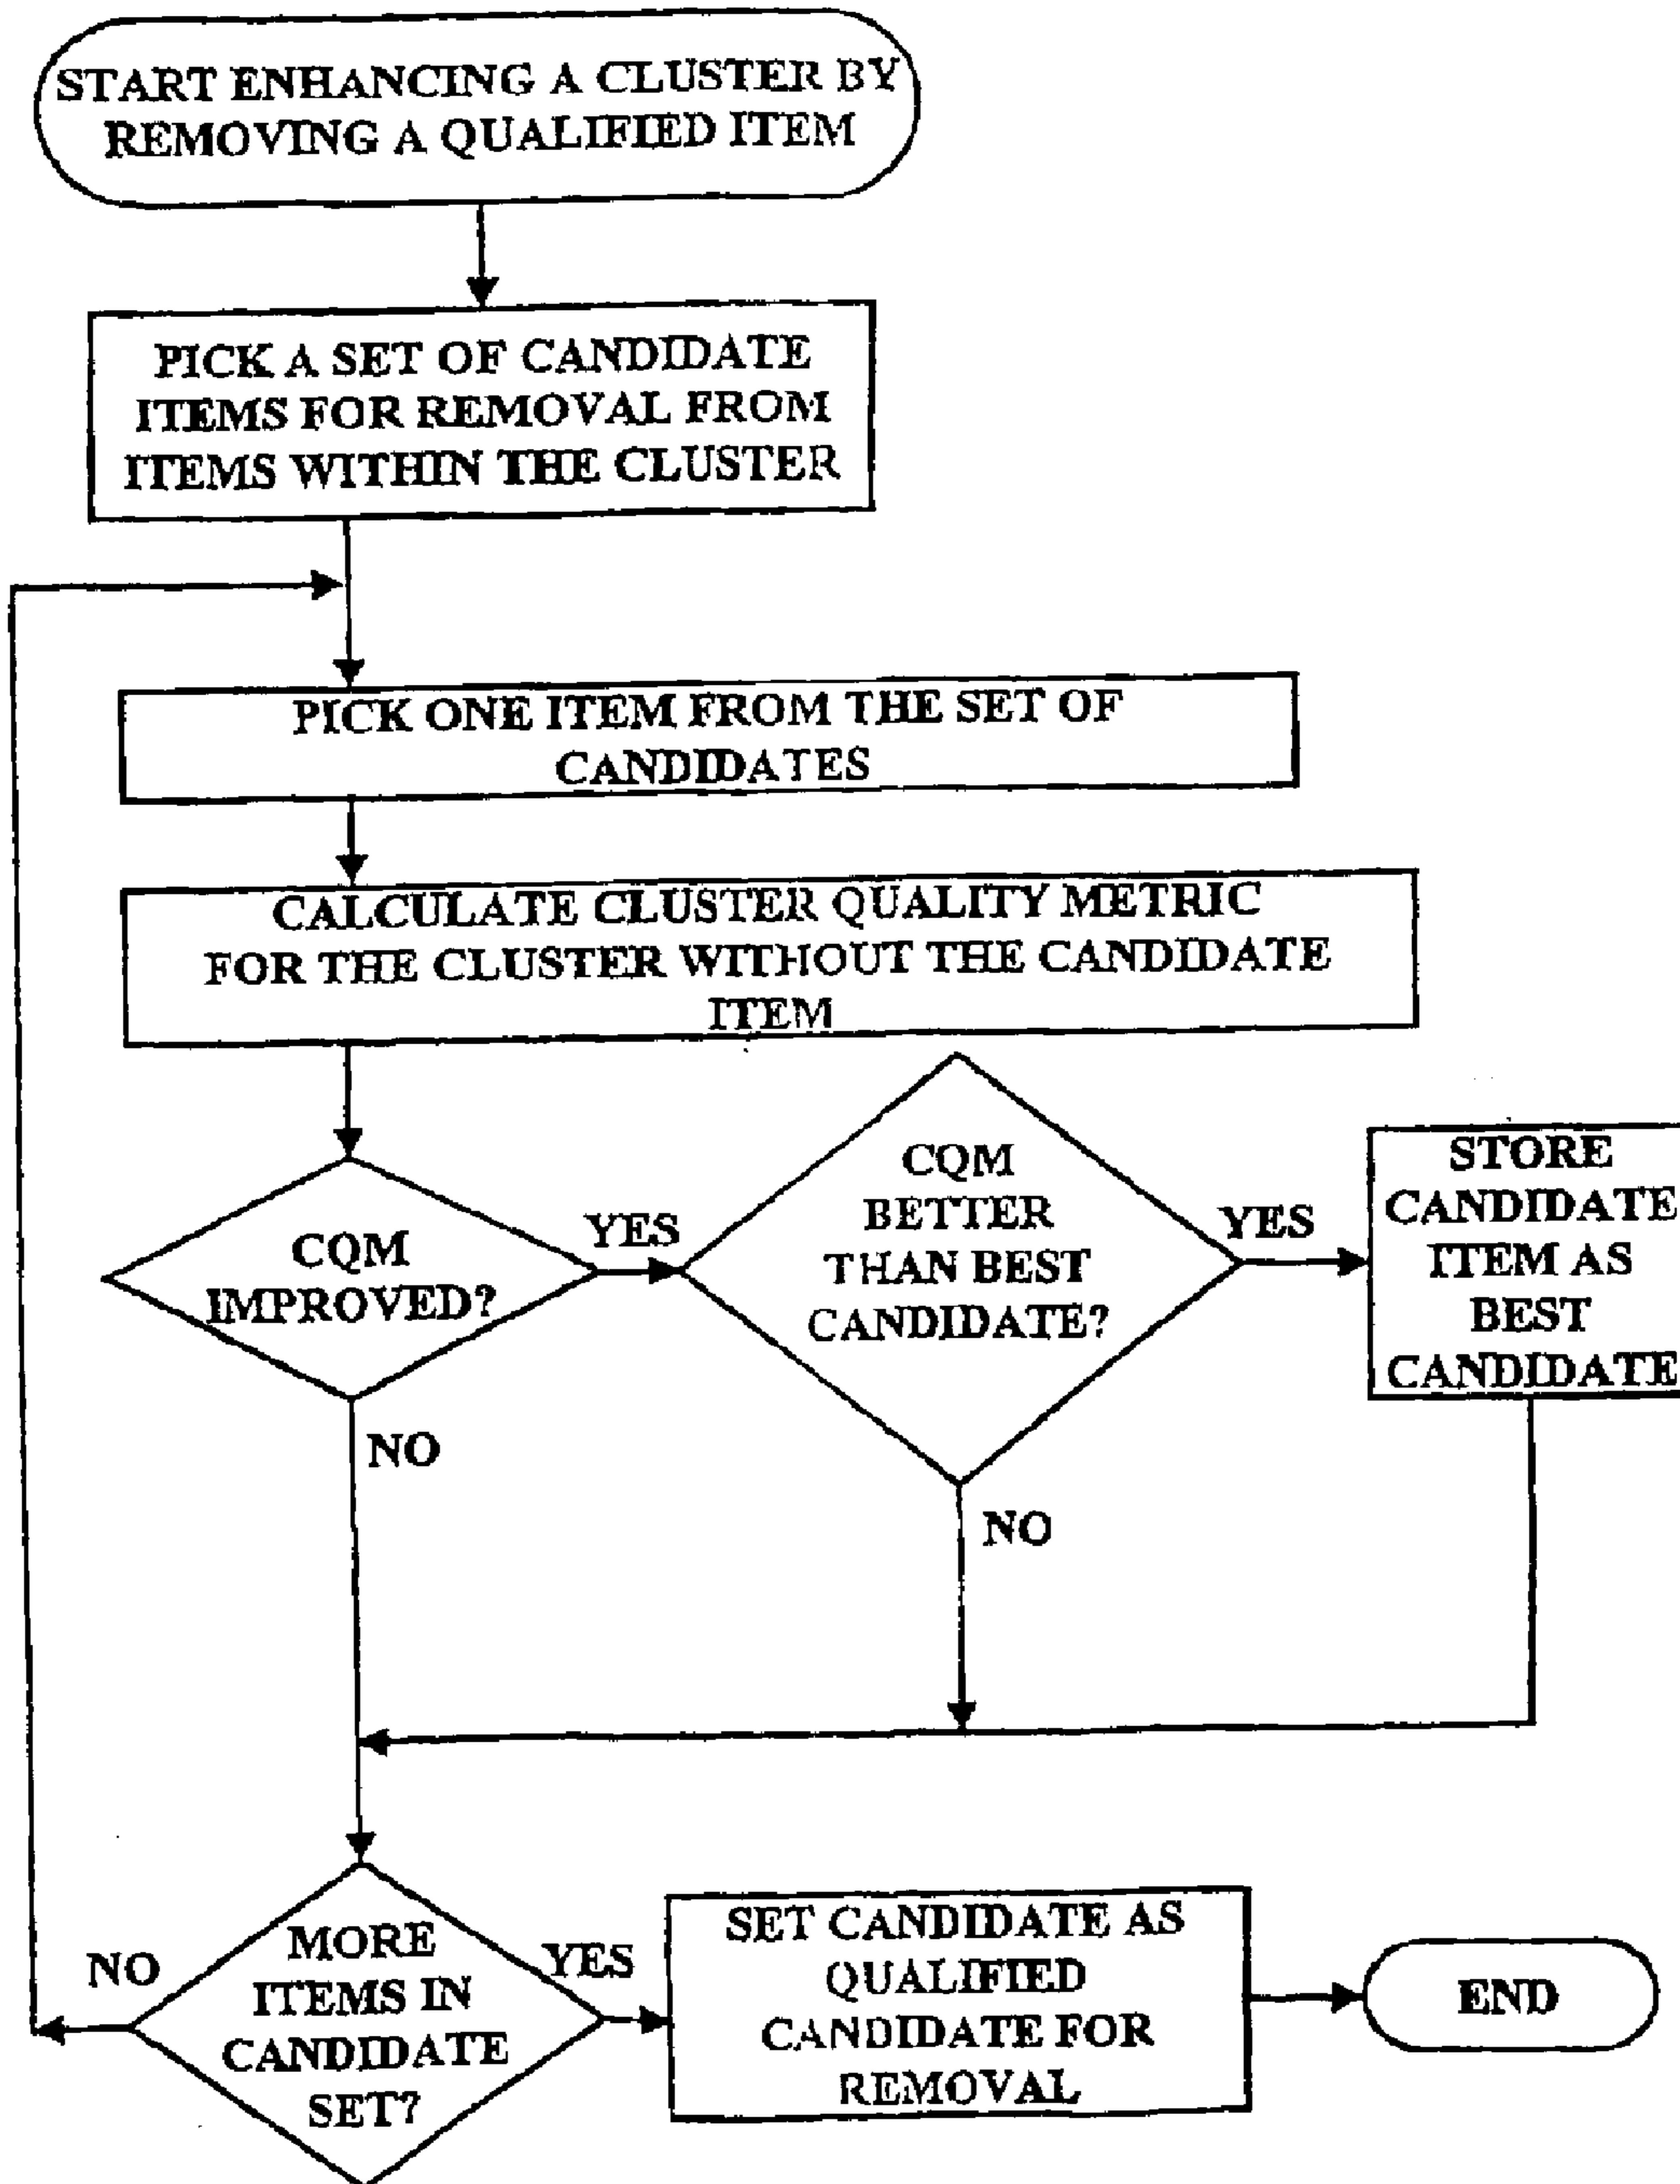 START ENHANCING A CLUSTER BY
REMOVING A QUALIFIED ITEM
PICK A SET OF CANDIDATE
ITEMS FOR REMOVAL FROM
ITEMS WITHIN THE CLUSTER
PICK ONE ITEM FROM THE SET OF
CANDIDATES
CALCULATE CLUSTER QUALITY METRIC
FOR THE CLUSTER WITHOUT THE CANDIDATE
ITEM
CQM
IMPROVED?
YES
NO
CQM
BETTER
THAN BEST
CANDIDATE?
YES
NO
STORE
CANDIDATE
ITEM AS
BEST
CANDIDATE
MORE
ITEMS IN
CANDIDATE
SET?
NO
YES
SET CANDIDATE AS
QUALIFIED
CANDIDATE FOR
REMOVAL
END